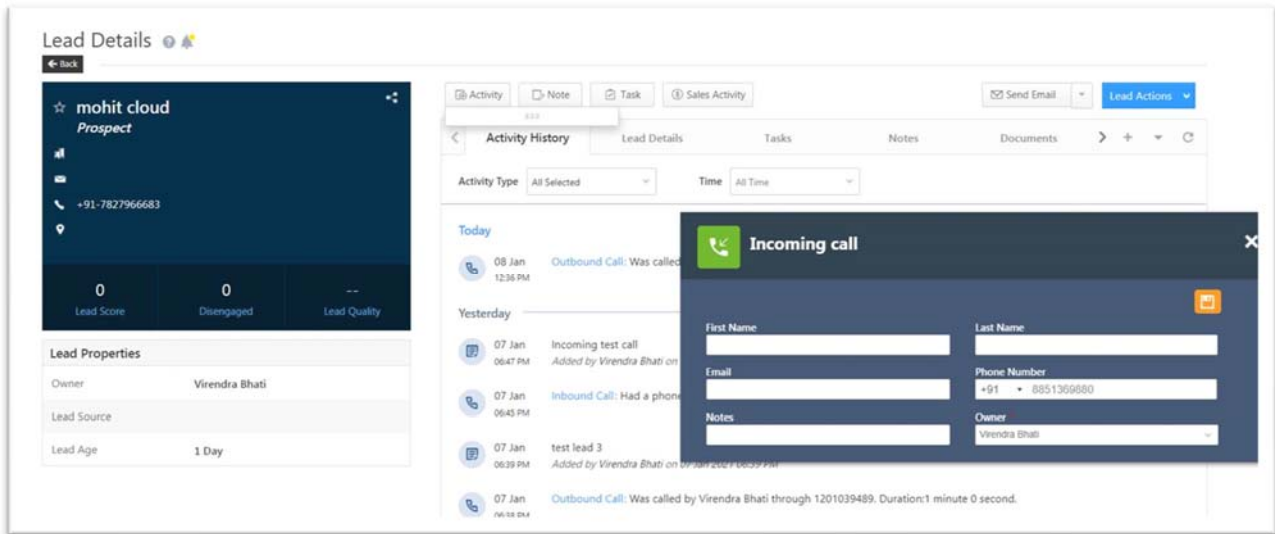 Lead Details
Back
mohit cloud
Prospect
+91-7827966683
0 0 --
Lead Score Disengaged Lead Quality
Lead Properties
Owner Virendra Bhati
Lead Source
Lead Age 1 Day
Activity Note Task Sales Activity Send Email Lead Actions
Activity History Lead Details Tasks Notes Documents
Activity Type All Selected Time All Time
Today
08 Jan Outbound Call: Was called
12:36 PM
Yesterday
07 Jan Incoming test call
06:47 PM Added by Virendra Bhati on
07 Jan Inbound Call: Had a phone
06:45 PM
07 Jan test lead 3
06:39 PM Added by Virendra Bhati on 07 Jan 2021 06:39 PM
07 Jan Outbound Call: Was called by Virendra Bhati through 1201039489. Duration:1 minute 0 second.
06:38 PM
Incoming call
First Name Last Name
Email Phone Number
+91 8851369880
Notes Owner
Virendra Bhati